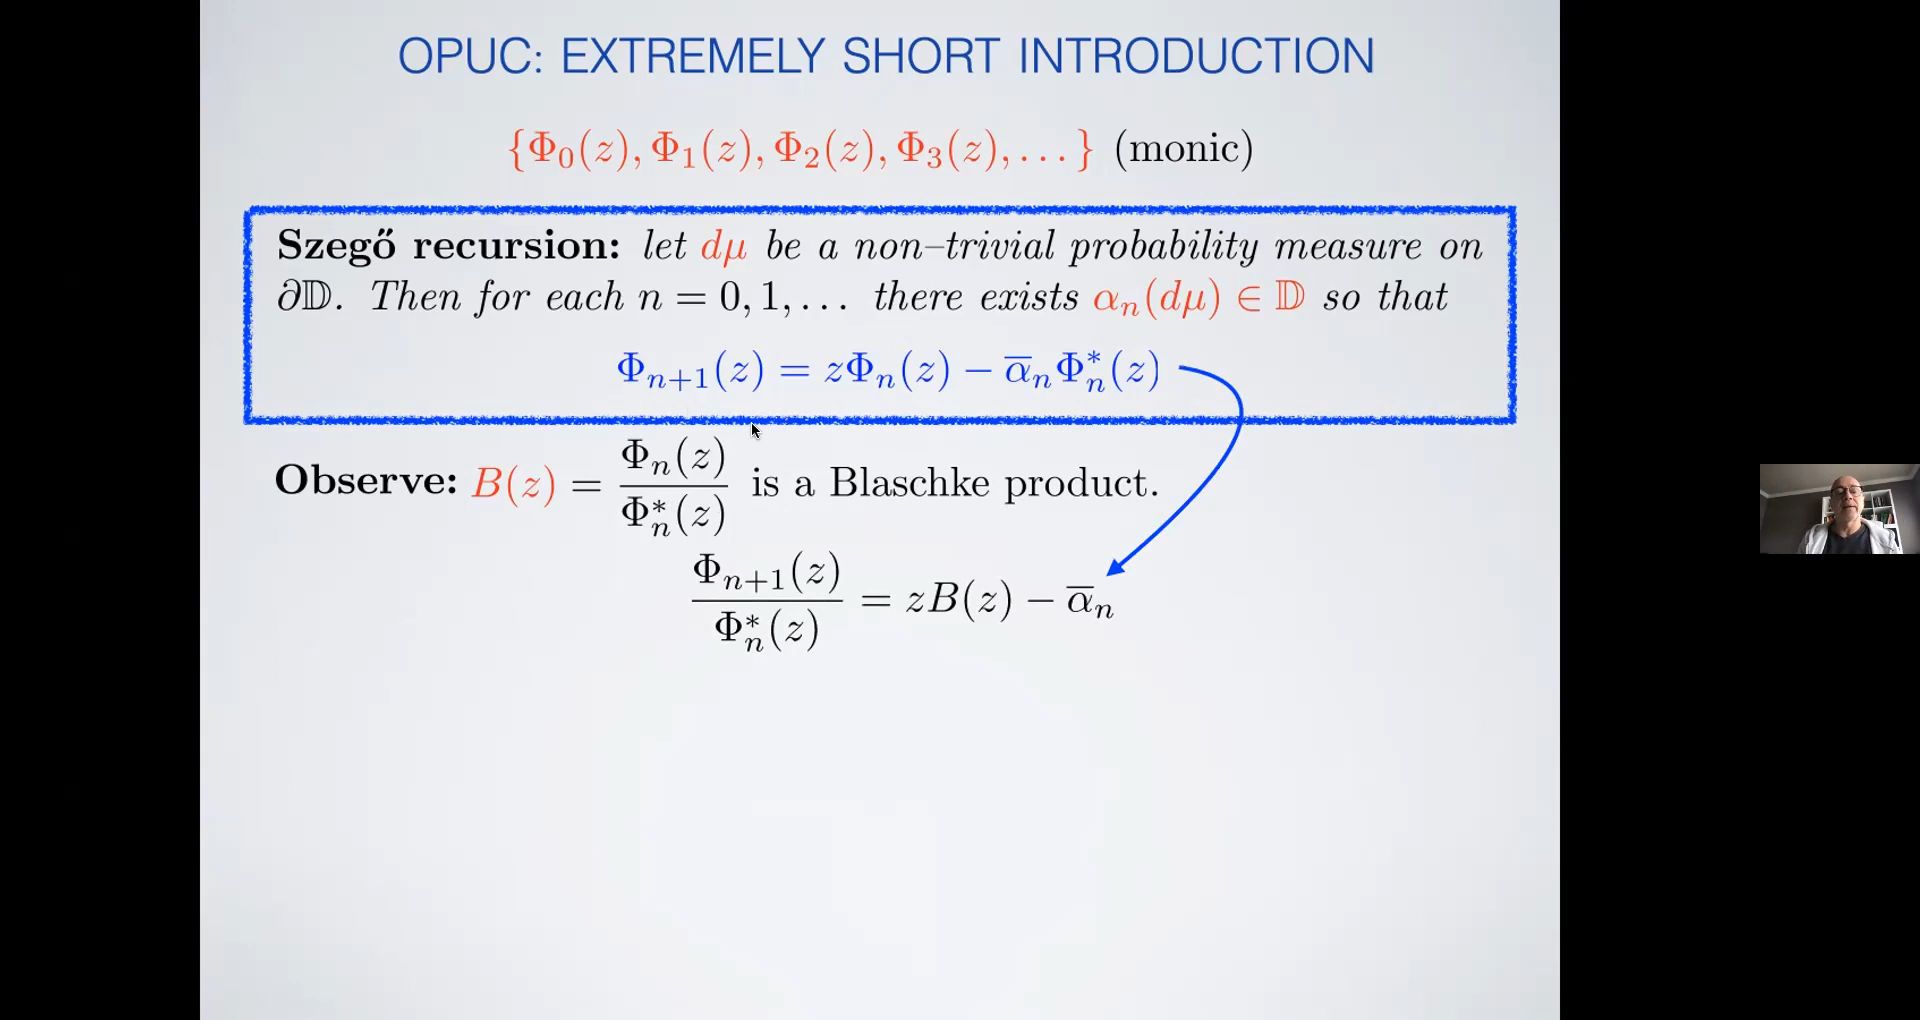 OPUC: EXTREMELY SHORT INTRODUCTION
{Φ₀(z), Φ₁(z), Φ₂(z), Φ₃(z), . . . } (monic)
Szegő recursion: let dμ be a non–trivial probability measure on
∂𝔻. Then for each n = 0, 1, . . . there exists αₙ(dμ) ∈ 𝔻 so that
Φₙ₊₁(z) = zΦₙ(z) − α̅ₙΦₙ*(z)
Observe: B(z) = Φₙ(z) / Φₙ*(z) is a Blaschke product.
Φₙ₊₁(z) / Φₙ*(z) = zB(z) − α̅ₙ